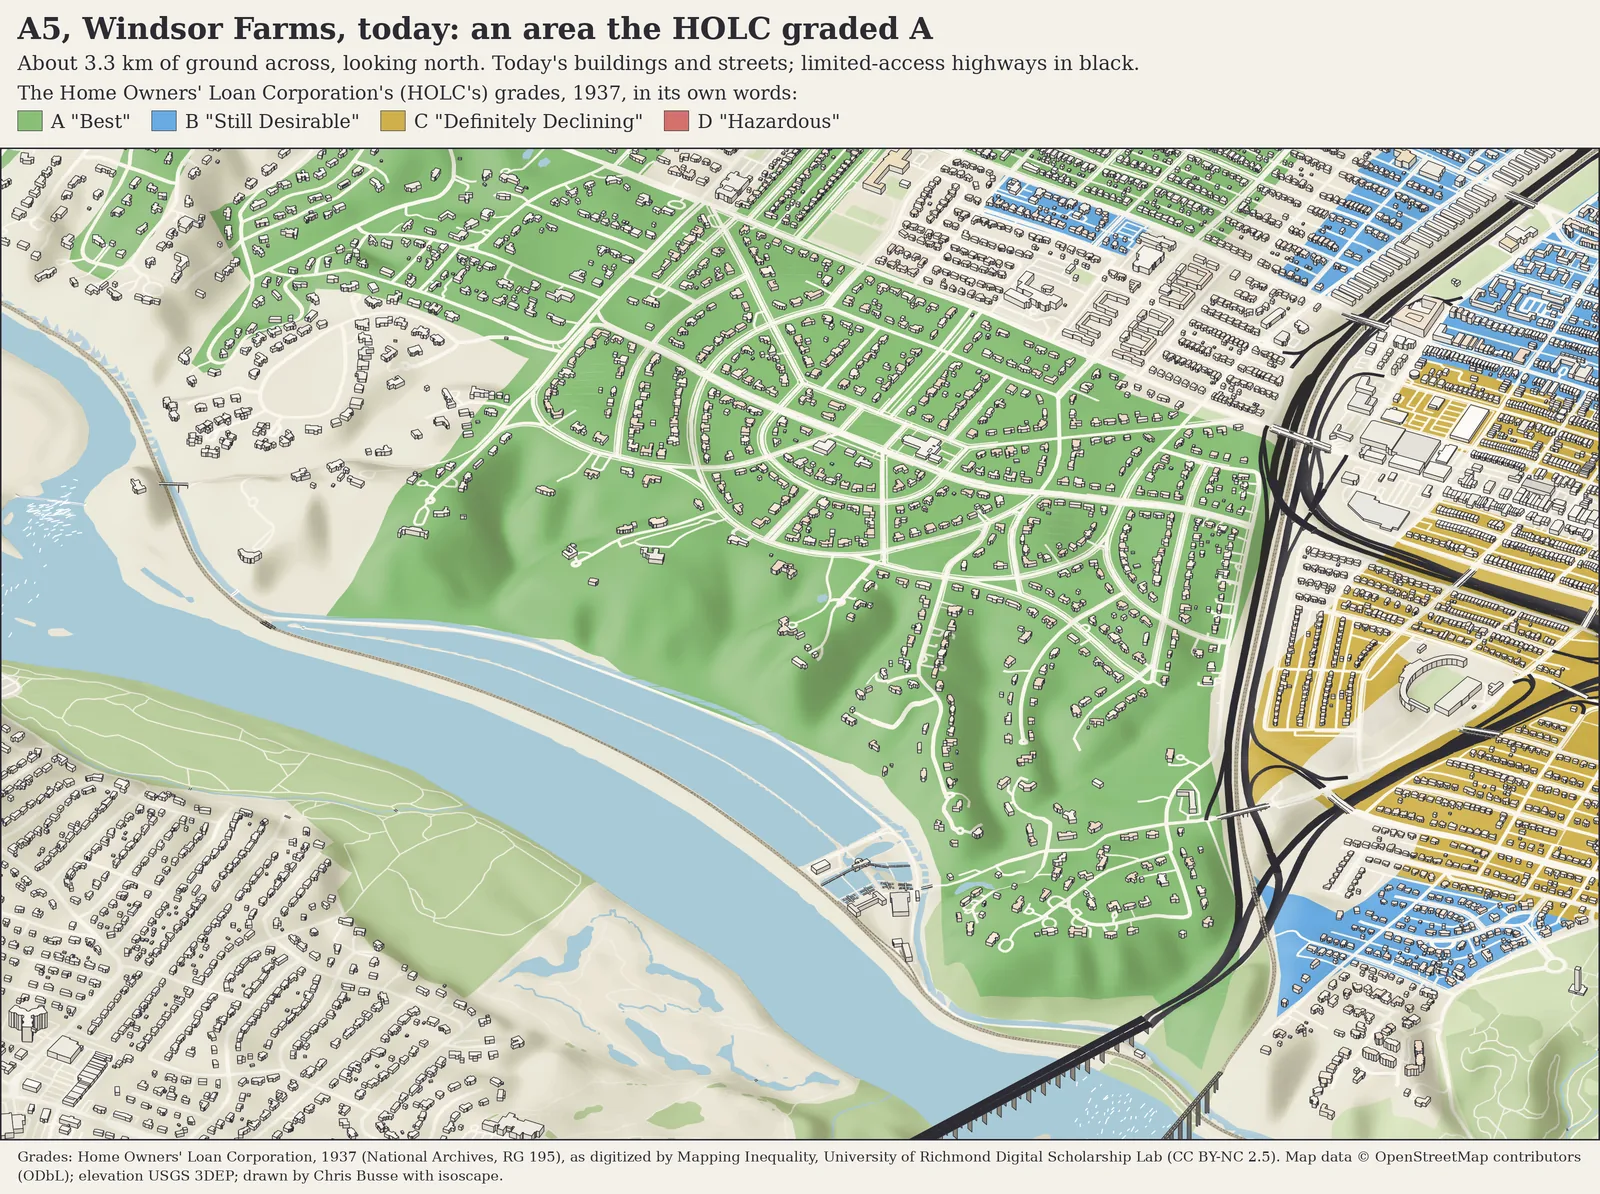 A5, Windsor Farms, today: an area the HOLC graded A
About 3.3 km of ground across, looking north. Today's buildings and streets; limited-access highways in black.
The Home Owners' Loan Corporation's (HOLC's) grades, 1937, in its own words:
A "Best" B "Still Desirable" C "Definitely Declining" D "Hazardous"
Grades: Home Owners' Loan Corporation, 1937 (National Archives, RG 195), as digitized by Mapping Inequality, University of Richmond Digital Scholarship Lab (CC BY-NC 2.5). Map data © OpenStreetMap contributors
(ODbL); elevation USGS 3DEP; drawn by Chris Busse with isoscape.